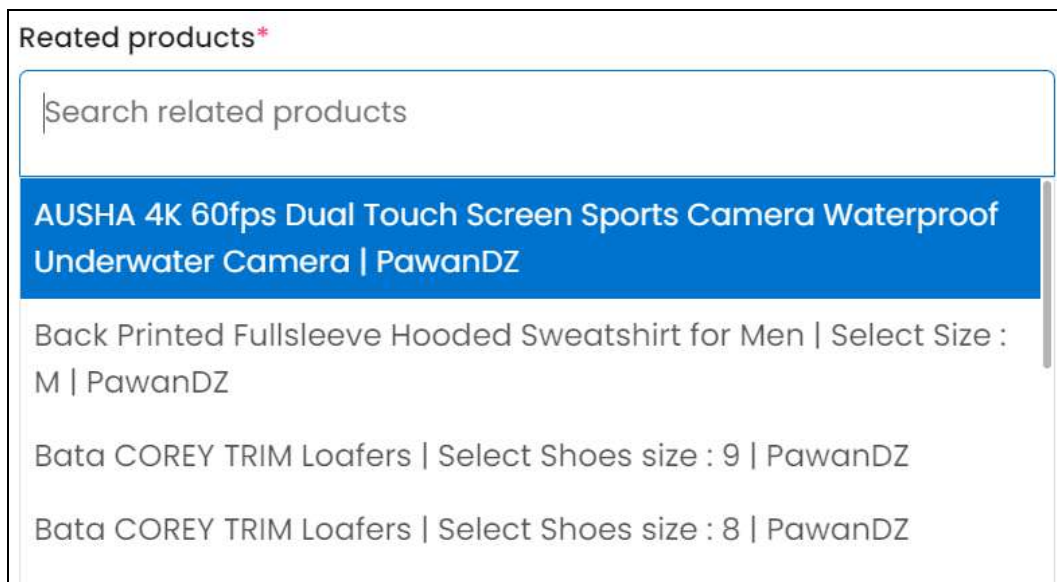 Reated products*
Search related products
AUSHA 4K 60fps Dual Touch Screen Sports Camera Waterproof
Underwater Camera | PawanDZ
Back Printed Fullsleeve Hooded Sweatshirt for Men | Select Size :
M | PawanDZ
Bata COREY TRIM Loafers | Select Shoes size : 9 | PawanDZ
Bata COREY TRIM Loafers | Select Shoes size : 8 | PawanDZ